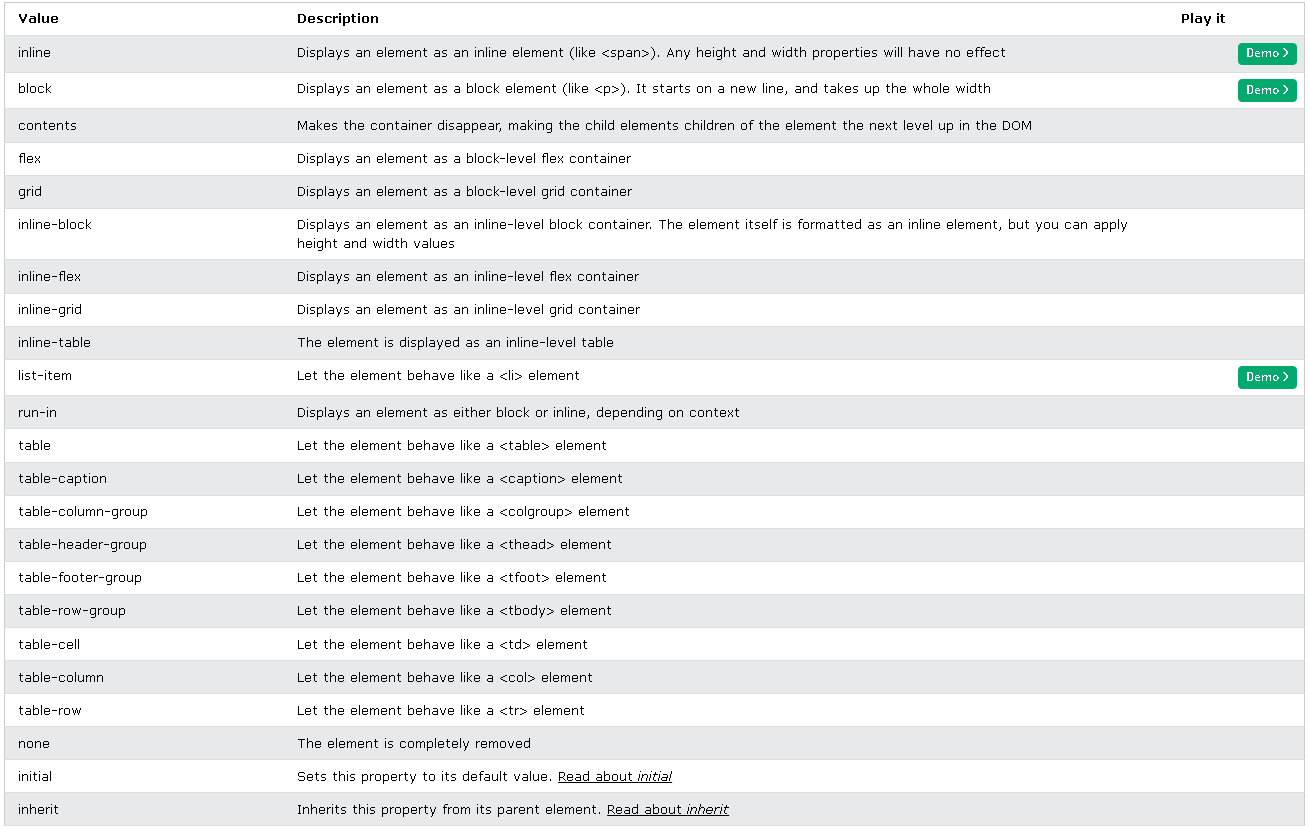 Value Description Play it
inline Displays an element as an inline element (like <span>). Any height and width properties will have no effect Demo ❯
block Displays an element as a block element (like <p>). It starts on a new line, and takes up the whole width Demo ❯
contents Makes the container disappear, making the child elements children of the element the next level up in the DOM
flex Displays an element as a block-level flex container
grid Displays an element as a block-level grid container
inline-block Displays an element as an inline-level block container. The element itself is formatted as an inline element, but you can apply
height and width values
inline-flex Displays an element as an inline-level flex container
inline-grid Displays an element as an inline-level grid container
inline-table The element is displayed as an inline-level table
list-item Let the element behave like a <li> element Demo ❯
run-in Displays an element as either block or inline, depending on context
table Let the element behave like a <table> element
table-caption Let the element behave like a <caption> element
table-column-group Let the element behave like a <colgroup> element
table-header-group Let the element behave like a <thead> element
table-footer-group Let the element behave like a <tfoot> element
table-row-group Let the element behave like a <tbody> element
table-cell Let the element behave like a <td> element
table-column Let the element behave like a <col> element
table-row Let the element behave like a <tr> element
none The element is completely removed
initial Sets this property to its default value. Read about initial
inherit Inherits this property from its parent element. Read about inherit